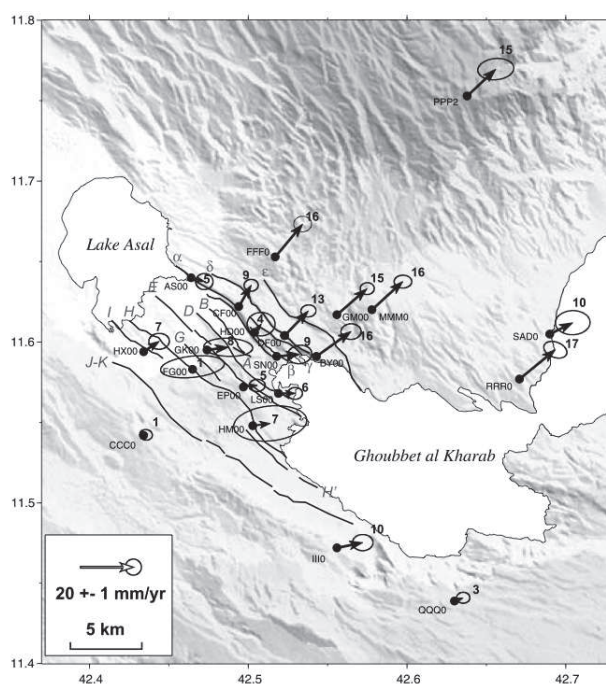 11.8
15
PPP2
11.7
Lake Asal
α
δ
ε
16
FFF0
AS00
5
9
CF00
15
GM00
16
MMM0
13
4
HD00
DF00
16
BY00
10
SAD0
17
RRR0
11.6
I
H
F
E
D
B
G
A
7
HX00
GK00
8
SN00
9
β
γ
J-K
FG00
1
EP00
5
LS00
6
HM00
7
CCC0
1
Ghoubbet al Kharab
11.5
H'
10
III0
3
QQQ0
20 +- 1 mm/yr
5 km
11.4
42.4
42.5
42.6
42.7